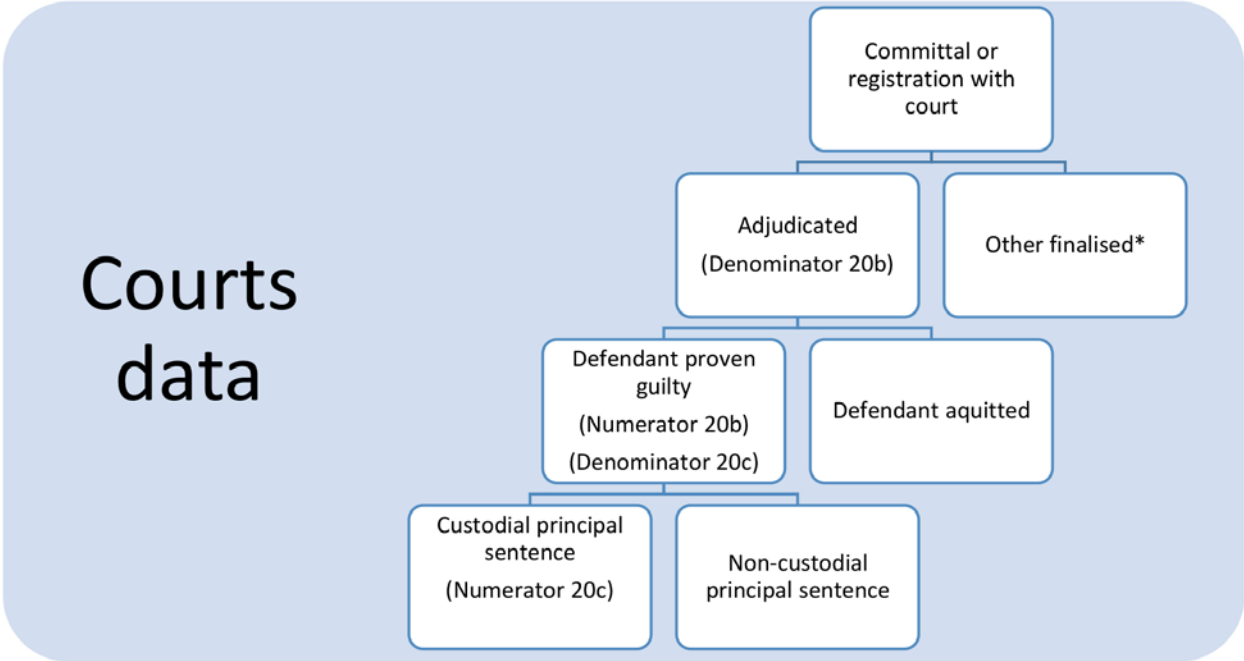 Courts
data
Committal or
registration with
court
Adjudicated
(Denominator 20b)
Other finalised*
Defendant proven
guilty
(Numerator 20b)
(Denominator 20c)
Defendant aquitted
Custodial principal
sentence
(Numerator 20c)
Non-custodial
principal sentence